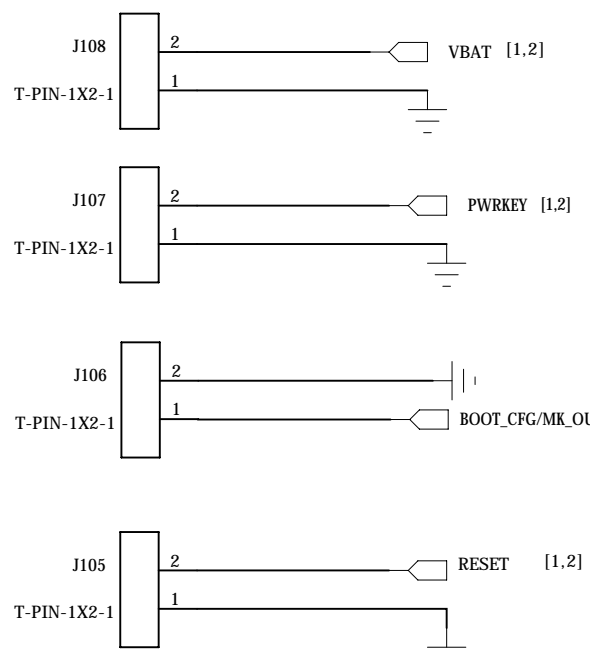 J108
2
VBAT [1,2]
T-PIN-1X2-1
1
J107
2
PWRKEY [1,2]
T-PIN-1X2-1
1
J106
2
T-PIN-1X2-1
1
BOOT_CFG/MK_OU
J105
2
RESET [1,2]
T-PIN-1X2-1
1